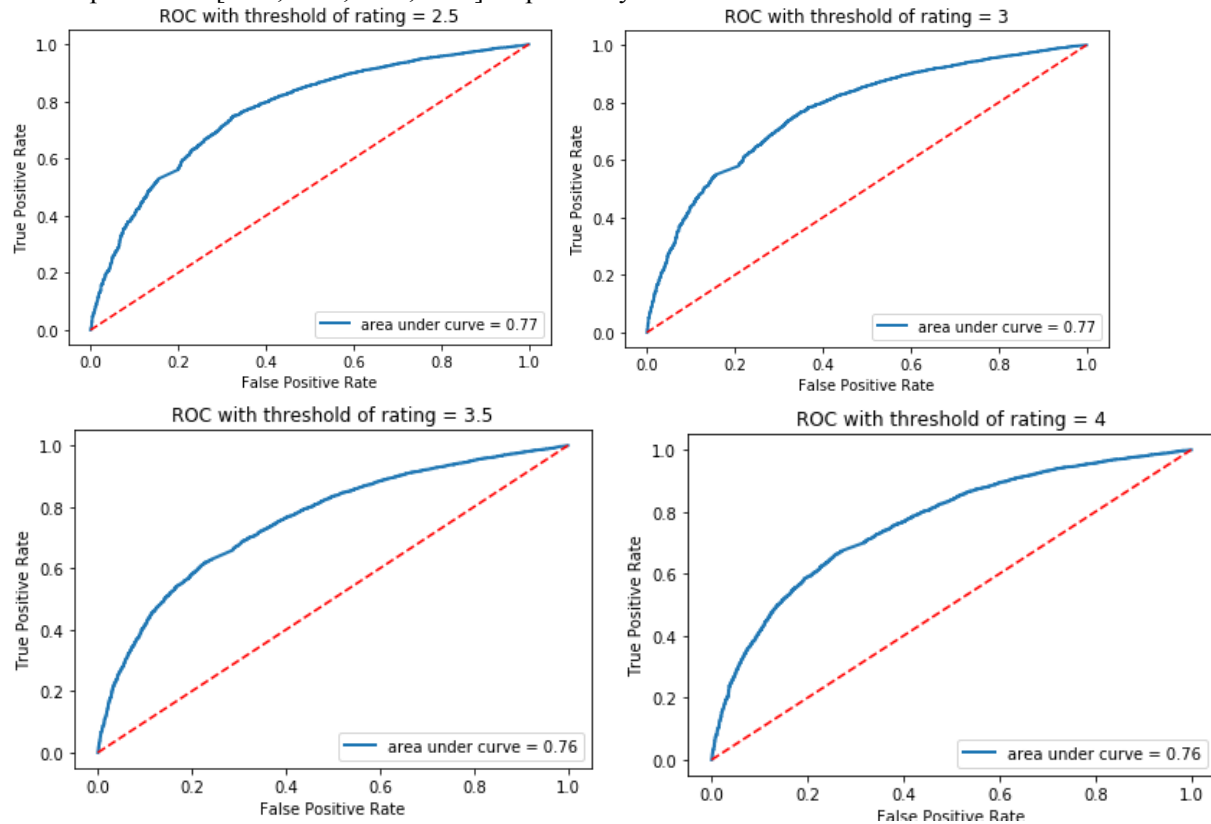 ROC with threshold of rating = 2.5
1.0
0.8
0.6
0.4
0.2
0.0
True Positive Rate
area under curve = 0.77
0.0 0.2 0.4 0.6 0.8 1.0
False Positive Rate
ROC with threshold of rating = 3
1.0
0.8
0.6
0.4
0.2
0.0
True Positive Rate
area under curve = 0.77
0.0 0.2 0.4 0.6 0.8 1.0
False Positive Rate
ROC with threshold of rating = 3.5
1.0
0.8
0.6
0.4
0.2
0.0
True Positive Rate
area under curve = 0.76
0.0 0.2 0.4 0.6 0.8 1.0
False Positive Rate
ROC with threshold of rating = 4
1.0
0.8
0.6
0.4
0.2
0.0
True Positive Rate
area under curve = 0.76
0.0 0.2 0.4 0.6 0.8 1.0
False Positive Rate